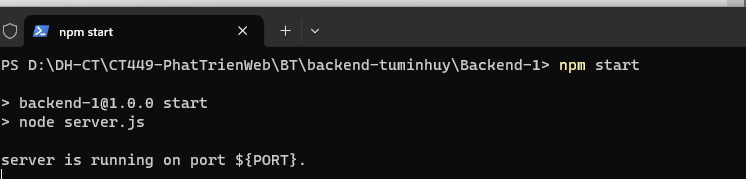 npm start
PS D:\DH-CT\CT449-PhatTrienWeb\BT\backend-tuminhuy\Backend-1> npm start
> backend-1@1.0.0 start
> node server.js
server is running on port ${PORT}.